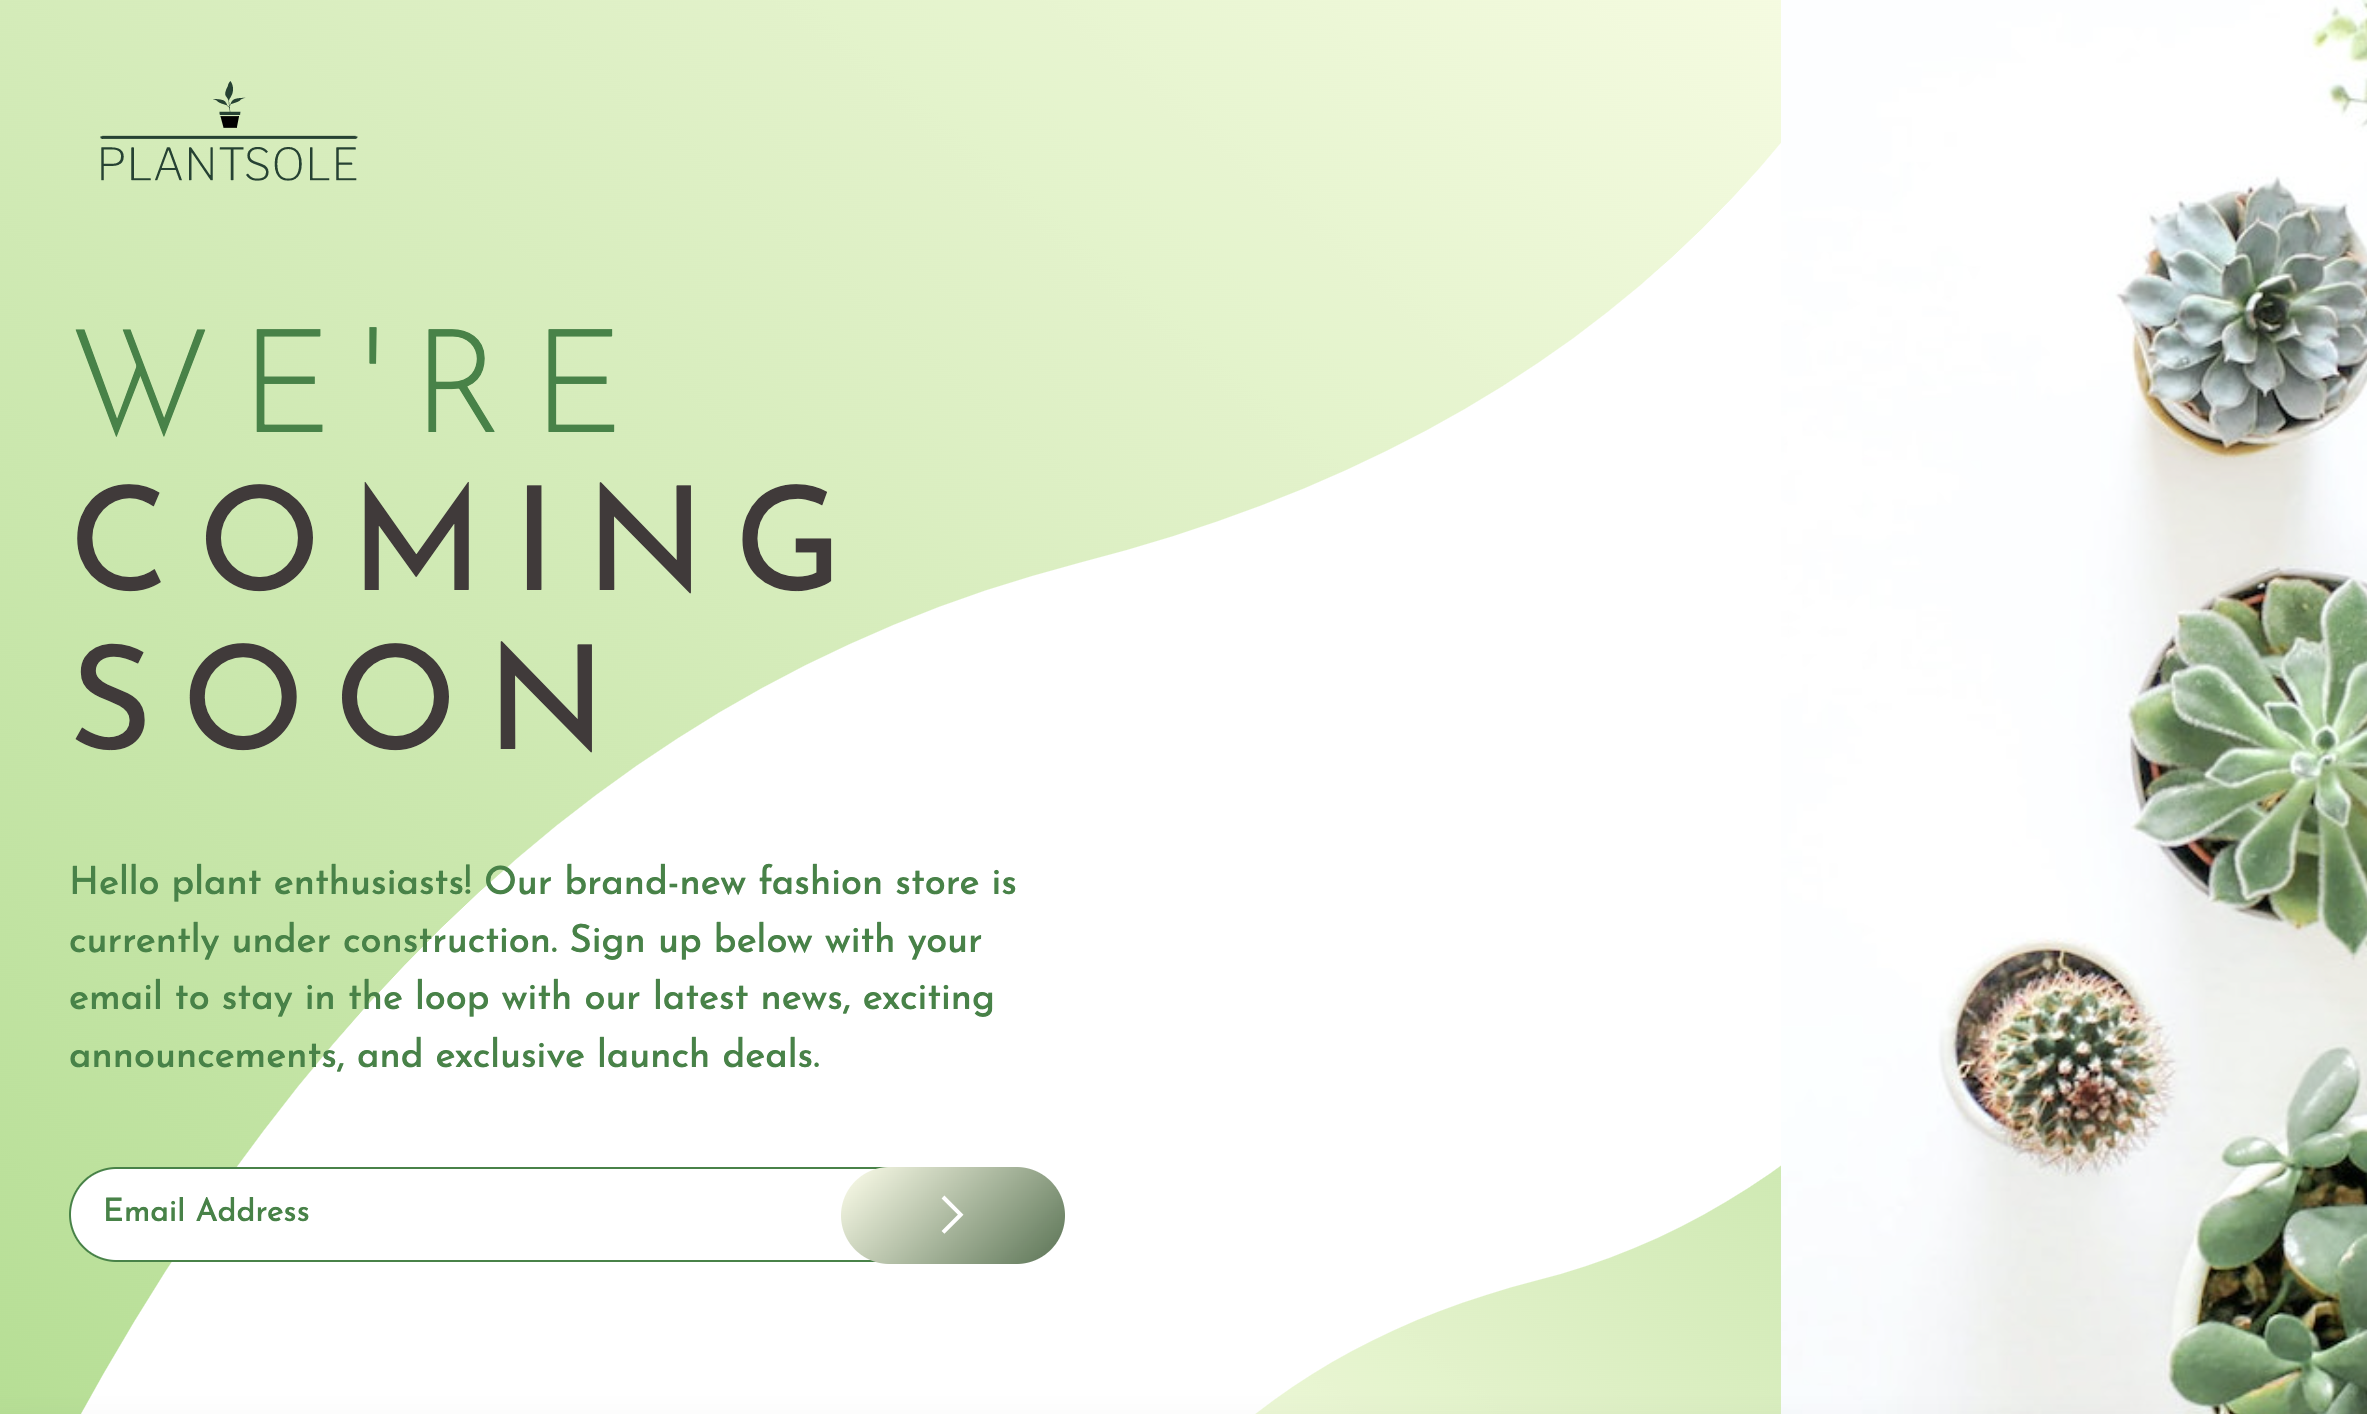 PLANTSOLE
WE'RE
COMING
SOON
Hello plant enthusiasts! Our brand-new fashion store is
currently under construction. Sign up below with your
email to stay in the loop with our latest news, exciting
announcements, and exclusive launch deals.
Email Address